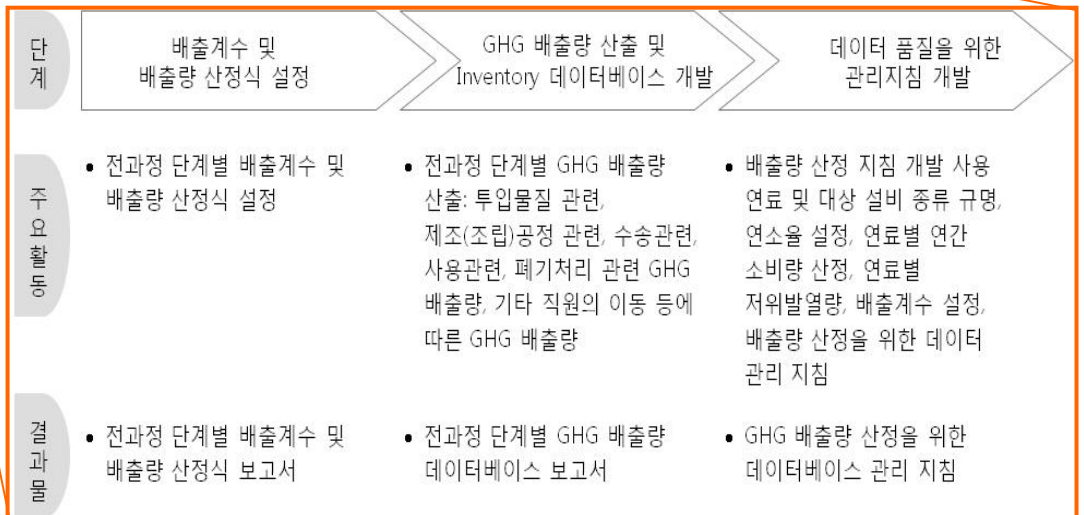 단계
배출계수 및
배출량 산정식 설정
GHG 배출량 산출 및
Inventory 데이터베이스 개발
데이터 품질을 위한
관리지침 개발
주요활동
• 전과정 단계별 배출계수 및
배출량 산정식 설정
• 전과정 단계별 GHG 배출량
산출: 투입물질 관련,
제조(조립)공정 관련, 수송관련,
사용관련, 폐기처리 관련 GHG
배출량, 기타 직원의 이동 등에
따른 GHG 배출량
• 배출량 산정 지침 개발 사용
연료 및 대상 설비 종류 규명,
연소율 설정, 연료별 연간
소비량 산정, 연료별
저위발열량, 배출계수 설정,
배출량 산정을 위한 데이터
관리 지침
결과물
• 전과정 단계별 배출계수 및
배출량 산정식 보고서
• 전과정 단계별 GHG 배출량
데이터베이스 보고서
• GHG 배출량 산정을 위한
데이터베이스 관리 지침